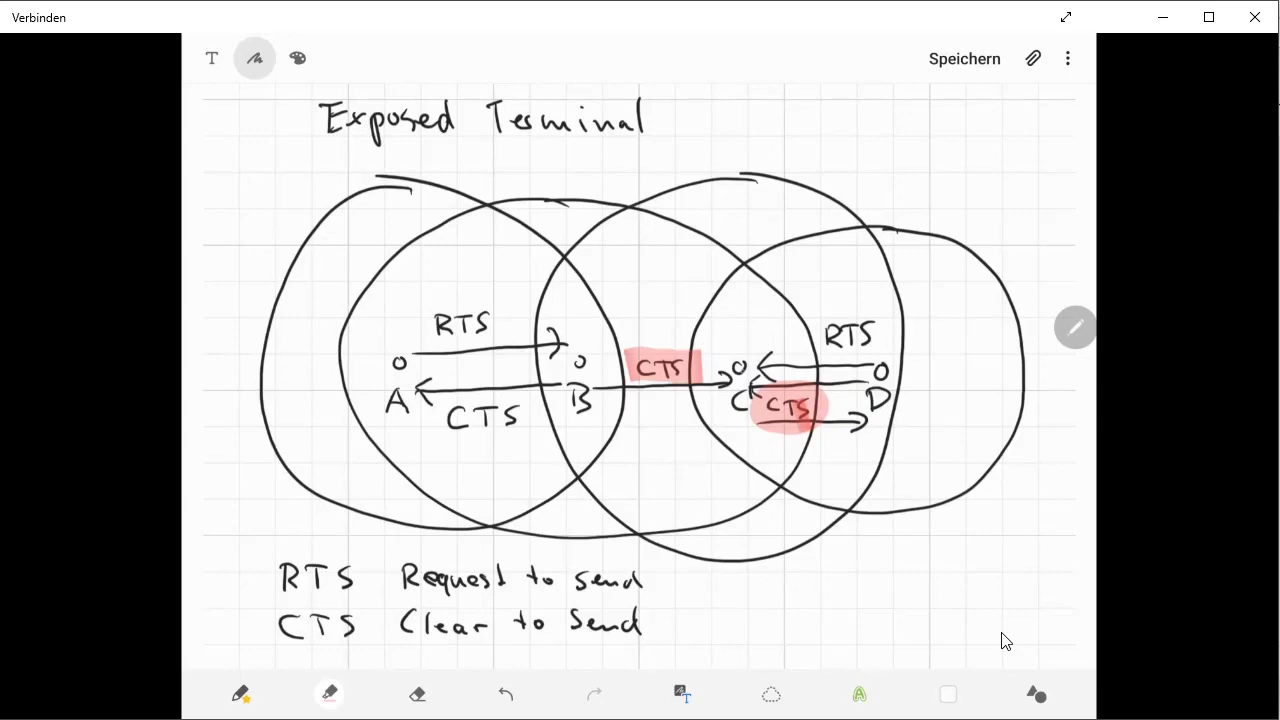 Verbinden
T
Speichern
Exposed Terminal
RTS
RTS
CTS
A
B
C
D
CTS
CTS
RTS Request to send
CTS Clear to Send
T
A